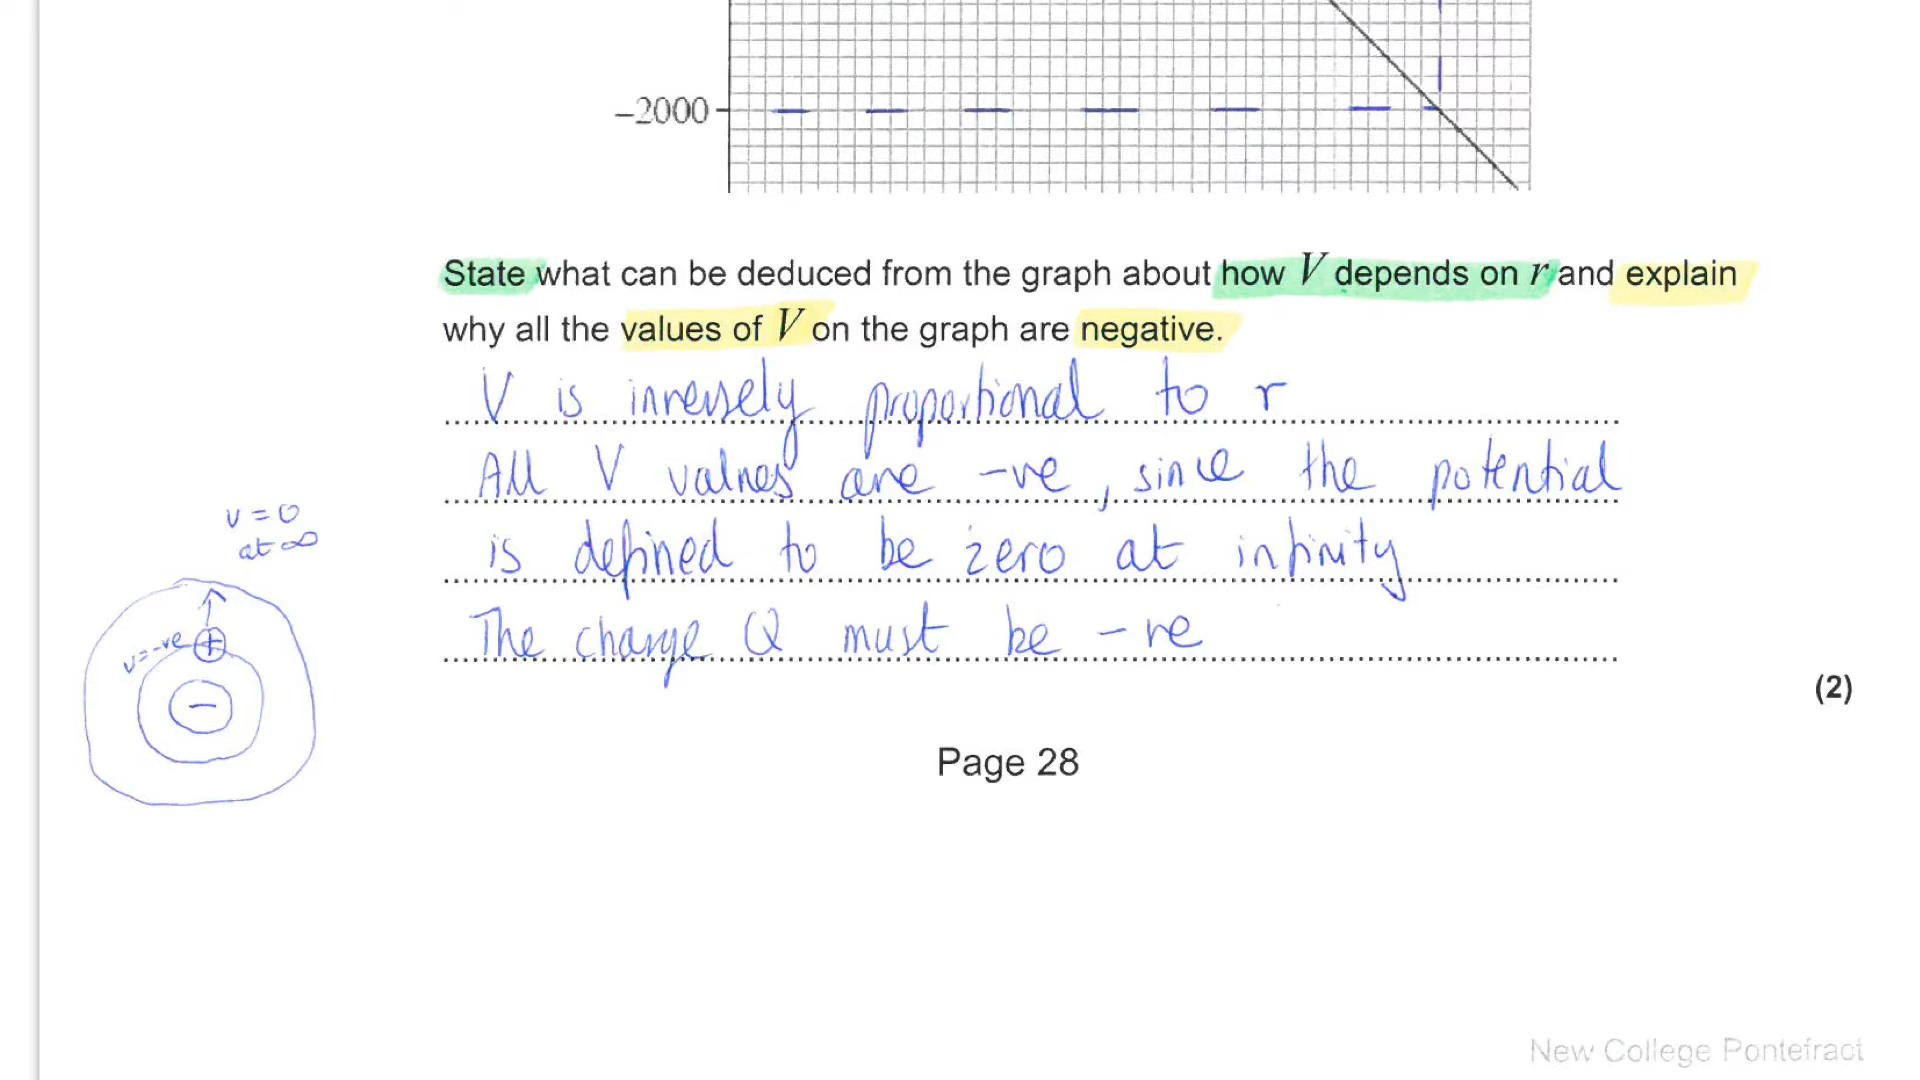 –2000
State what can be deduced from the graph about how V depends on r and explain
why all the values of V on the graph are negative.
V is inversely proportional to r
All V values are -ve, since the potential
is defined to be zero at infinity
The charge Q must be -ve
v = 0
at ∞
v=-ve +
−
(2)
Page 28
New College Pontefract